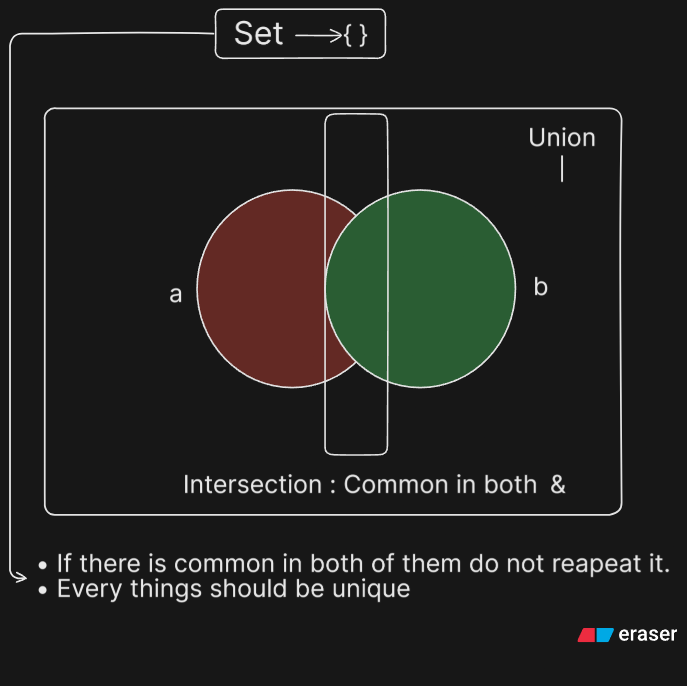 Set ⟶{ }
Union
|
a
b
Intersection : Common in both &
• If there is common in both of them do not reapeat it.
• Every things should be unique
eraser